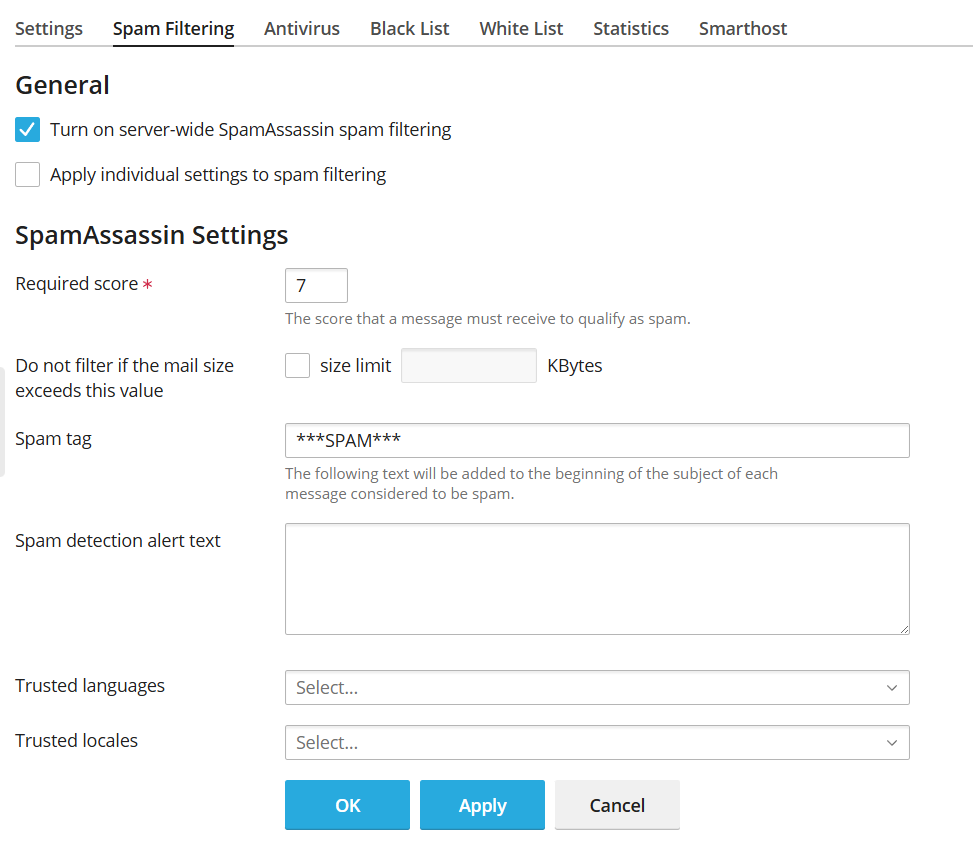 Settings Spam Filtering Antivirus Black List White List Statistics Smarthost
General
Turn on server-wide SpamAssassin spam filtering
Apply individual settings to spam filtering
SpamAssassin Settings
Required score *
7
The score that a message must receive to qualify as spam.
Do not filter if the mail size
exceeds this value
size limit KBytes
Spam tag
***SPAM***
The following text will be added to the beginning of the subject of each
message considered to be spam.
Spam detection alert text
Trusted languages
Select...
Trusted locales
Select...
OK Apply Cancel